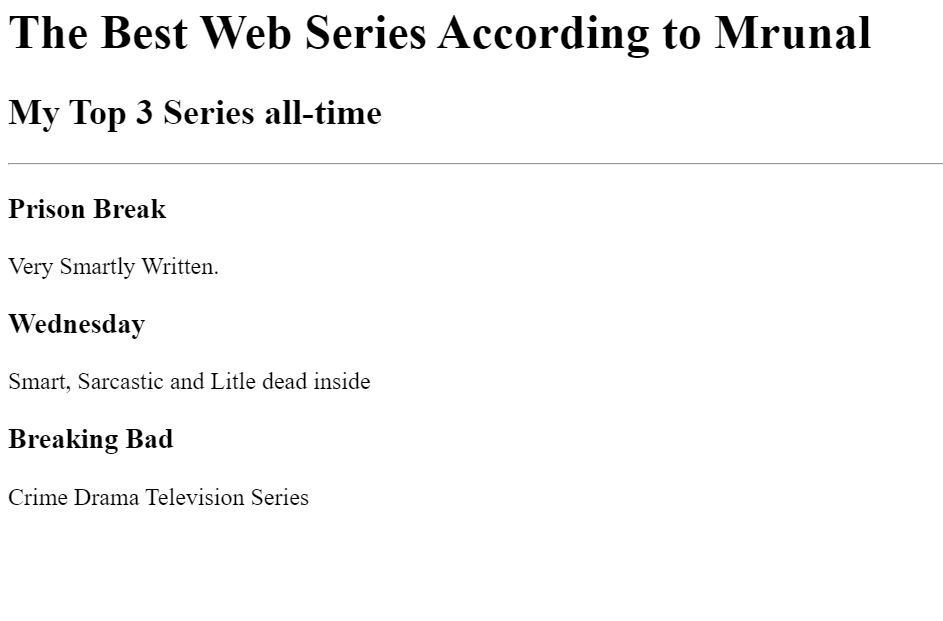 The Best Web Series According to Mrunal
My Top 3 Series all-time
Prison Break
Very Smartly Written.
Wednesday
Smart, Sarcastic and Litle dead inside
Breaking Bad
Crime Drama Television Series